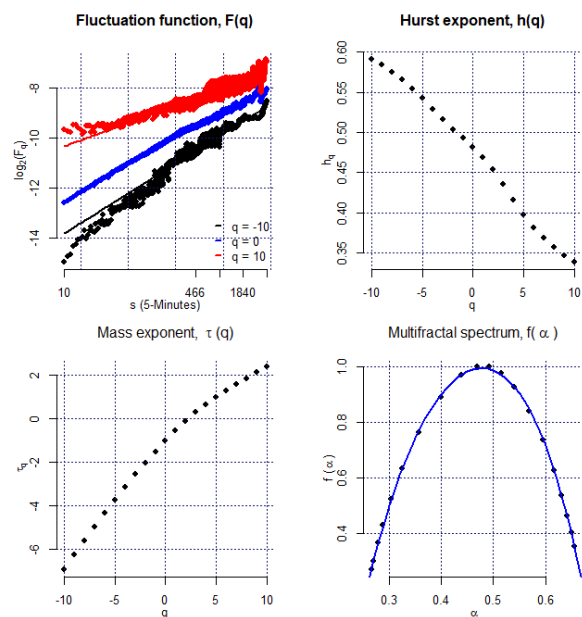 Fluctuation function, F(q)
log₂(Fq)
-8
-10
-12
-14
q = -10
q = 0
q = 10
10 466 1840
s (5-Minutes)
Hurst exponent, h(q)
hq
0.60
0.55
0.50
0.45
0.40
0.35
-10 -5 0 5 10
q
Mass exponent, τ (q)
τq
2
0
-2
-4
-6
-10 -5 0 5 10
q
Multifractal spectrum, f( α )
f ( α )
1.0
0.8
0.6
0.4
0.3 0.4 0.5 0.6
α